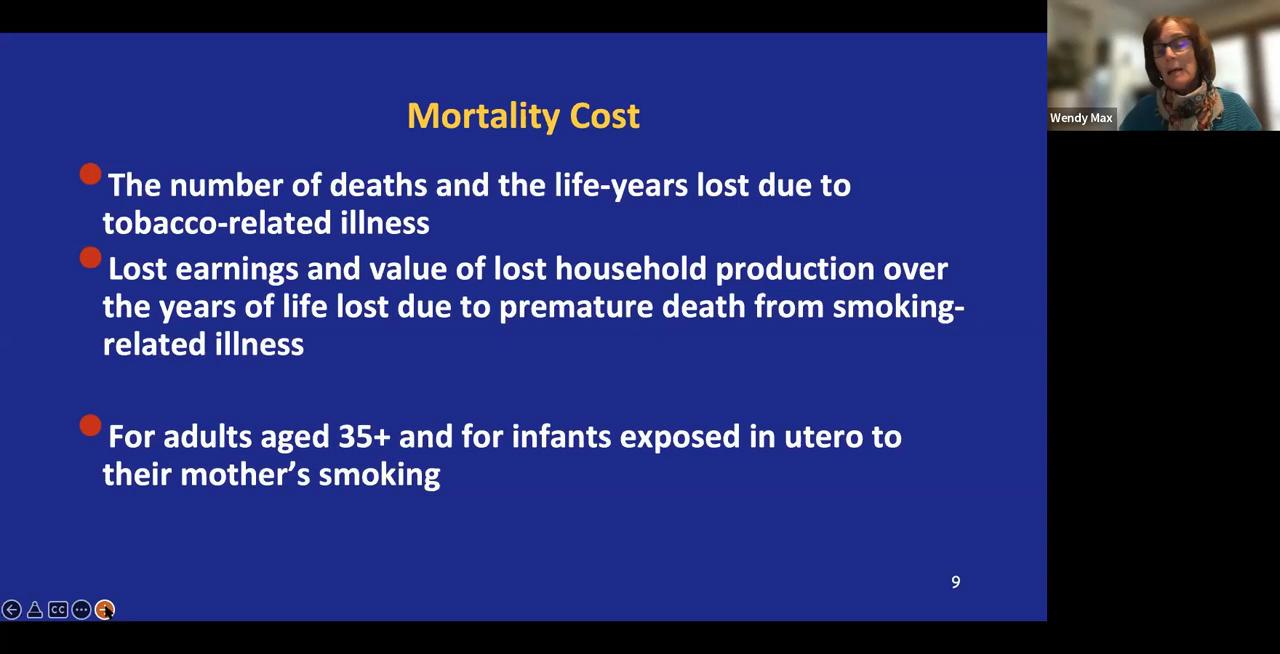 Mortality Cost
The number of deaths and the life-years lost due to
tobacco-related illness
Lost earnings and value of lost household production over
the years of life lost due to premature death from smoking-
related illness
For adults aged 35+ and for infants exposed in utero to
their mother’s smoking
9
CC
Wendy Max